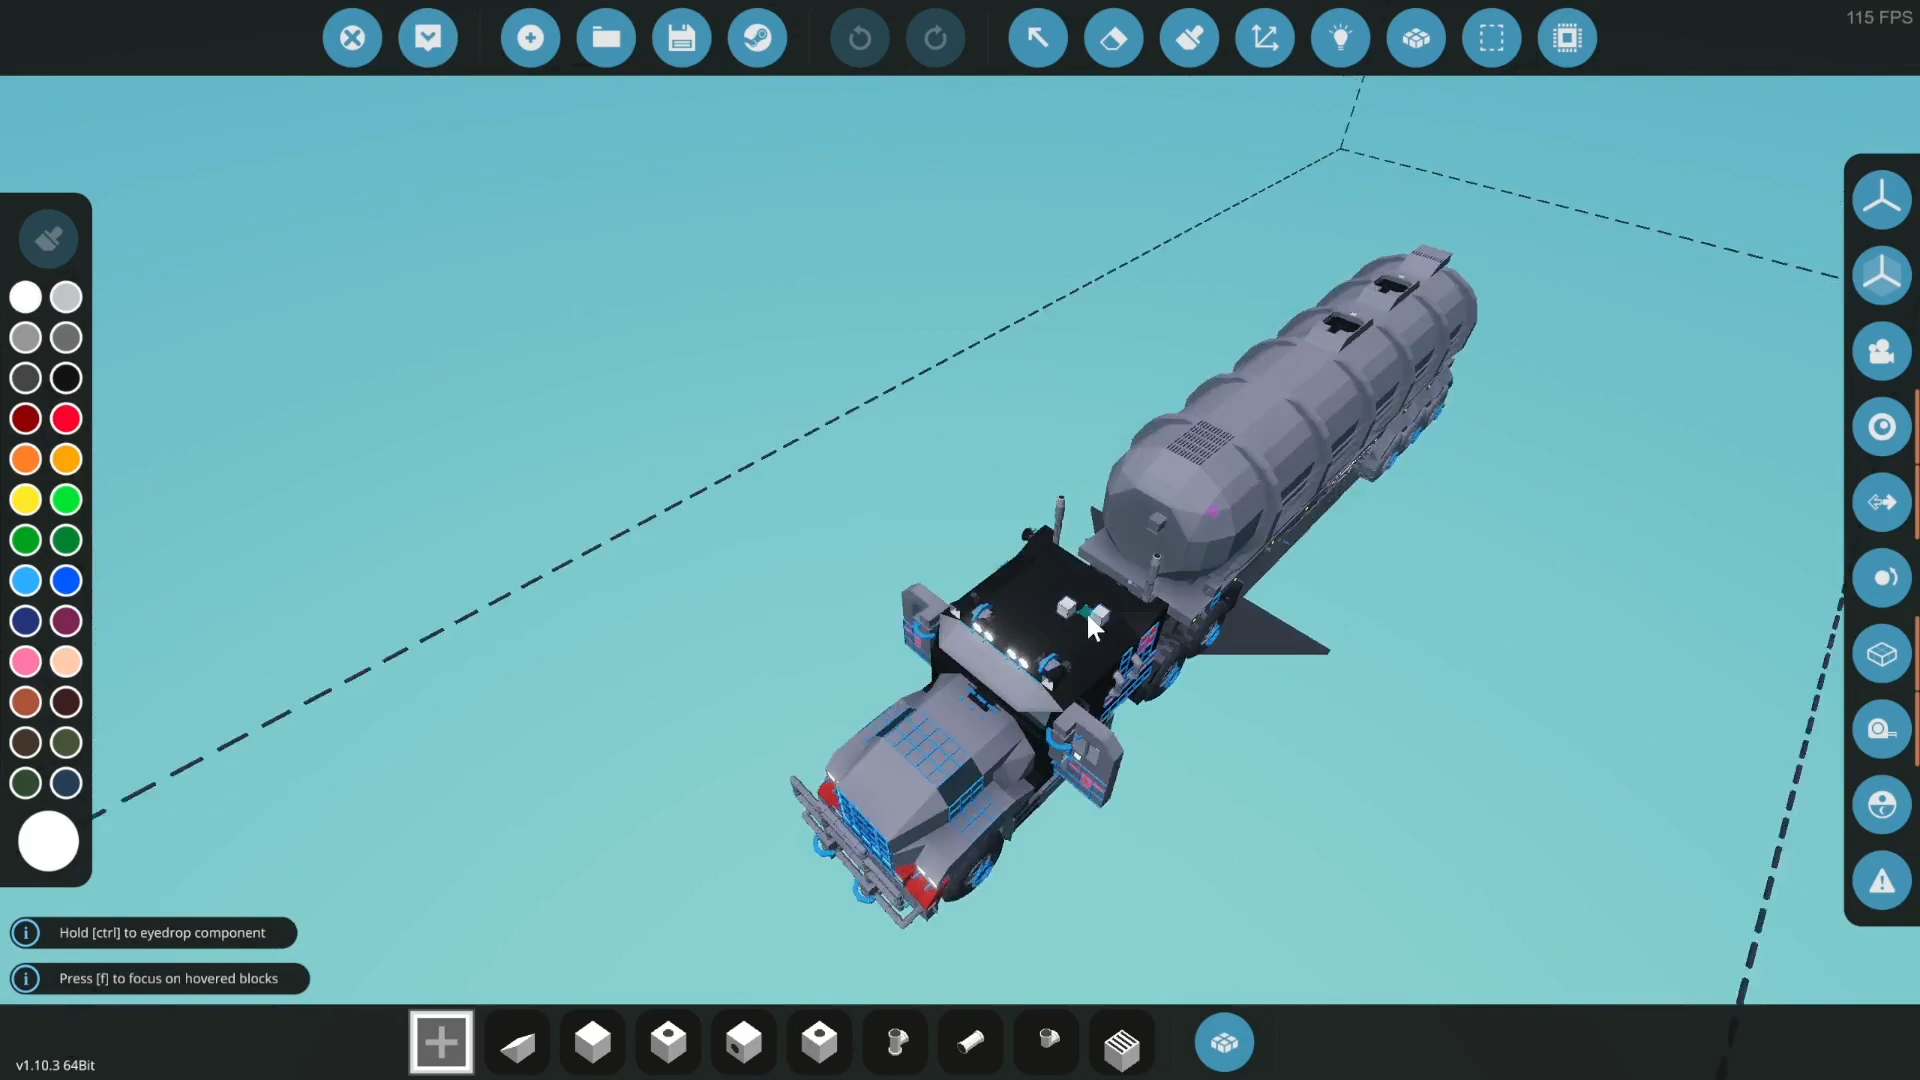 115 FPS
Hold [ctrl] to eyedrop component
Press [f] to focus on hovered blocks
v1.10.3 64Bit